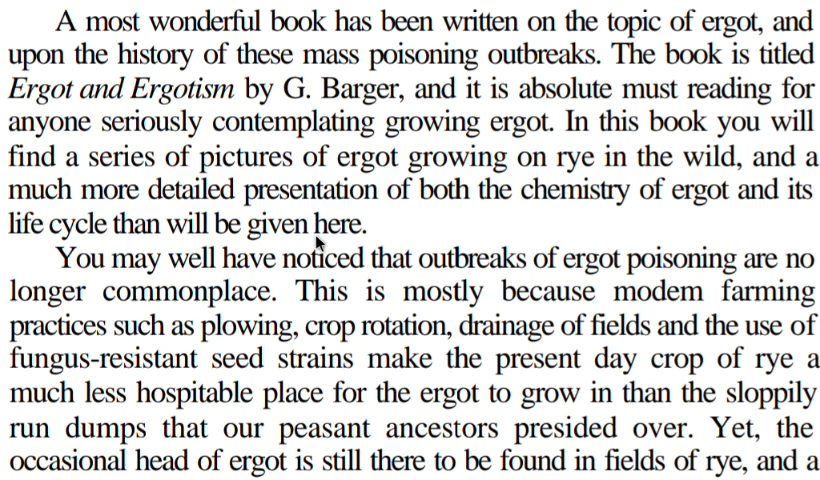 A most wonderful book has been written on the topic of ergot, and
upon the history of these mass poisoning outbreaks. The book is titled
Ergot and Ergotism by G. Barger, and it is absolute must reading for
anyone seriously contemplating growing ergot. In this book you will
find a series of pictures of ergot growing on rye in the wild, and a
much more detailed presentation of both the chemistry of ergot and its
life cycle than will be given here.
You may well have noticed that outbreaks of ergot poisoning are no
longer commonplace. This is mostly because modem farming
practices such as plowing, crop rotation, drainage of fields and the use of
fungus-resistant seed strains make the present day crop of rye a
much less hospitable place for the ergot to grow in than the sloppily
run dumps that our peasant ancestors presided over. Yet, the
occasional head of ergot is still there to be found in fields of rye, and a